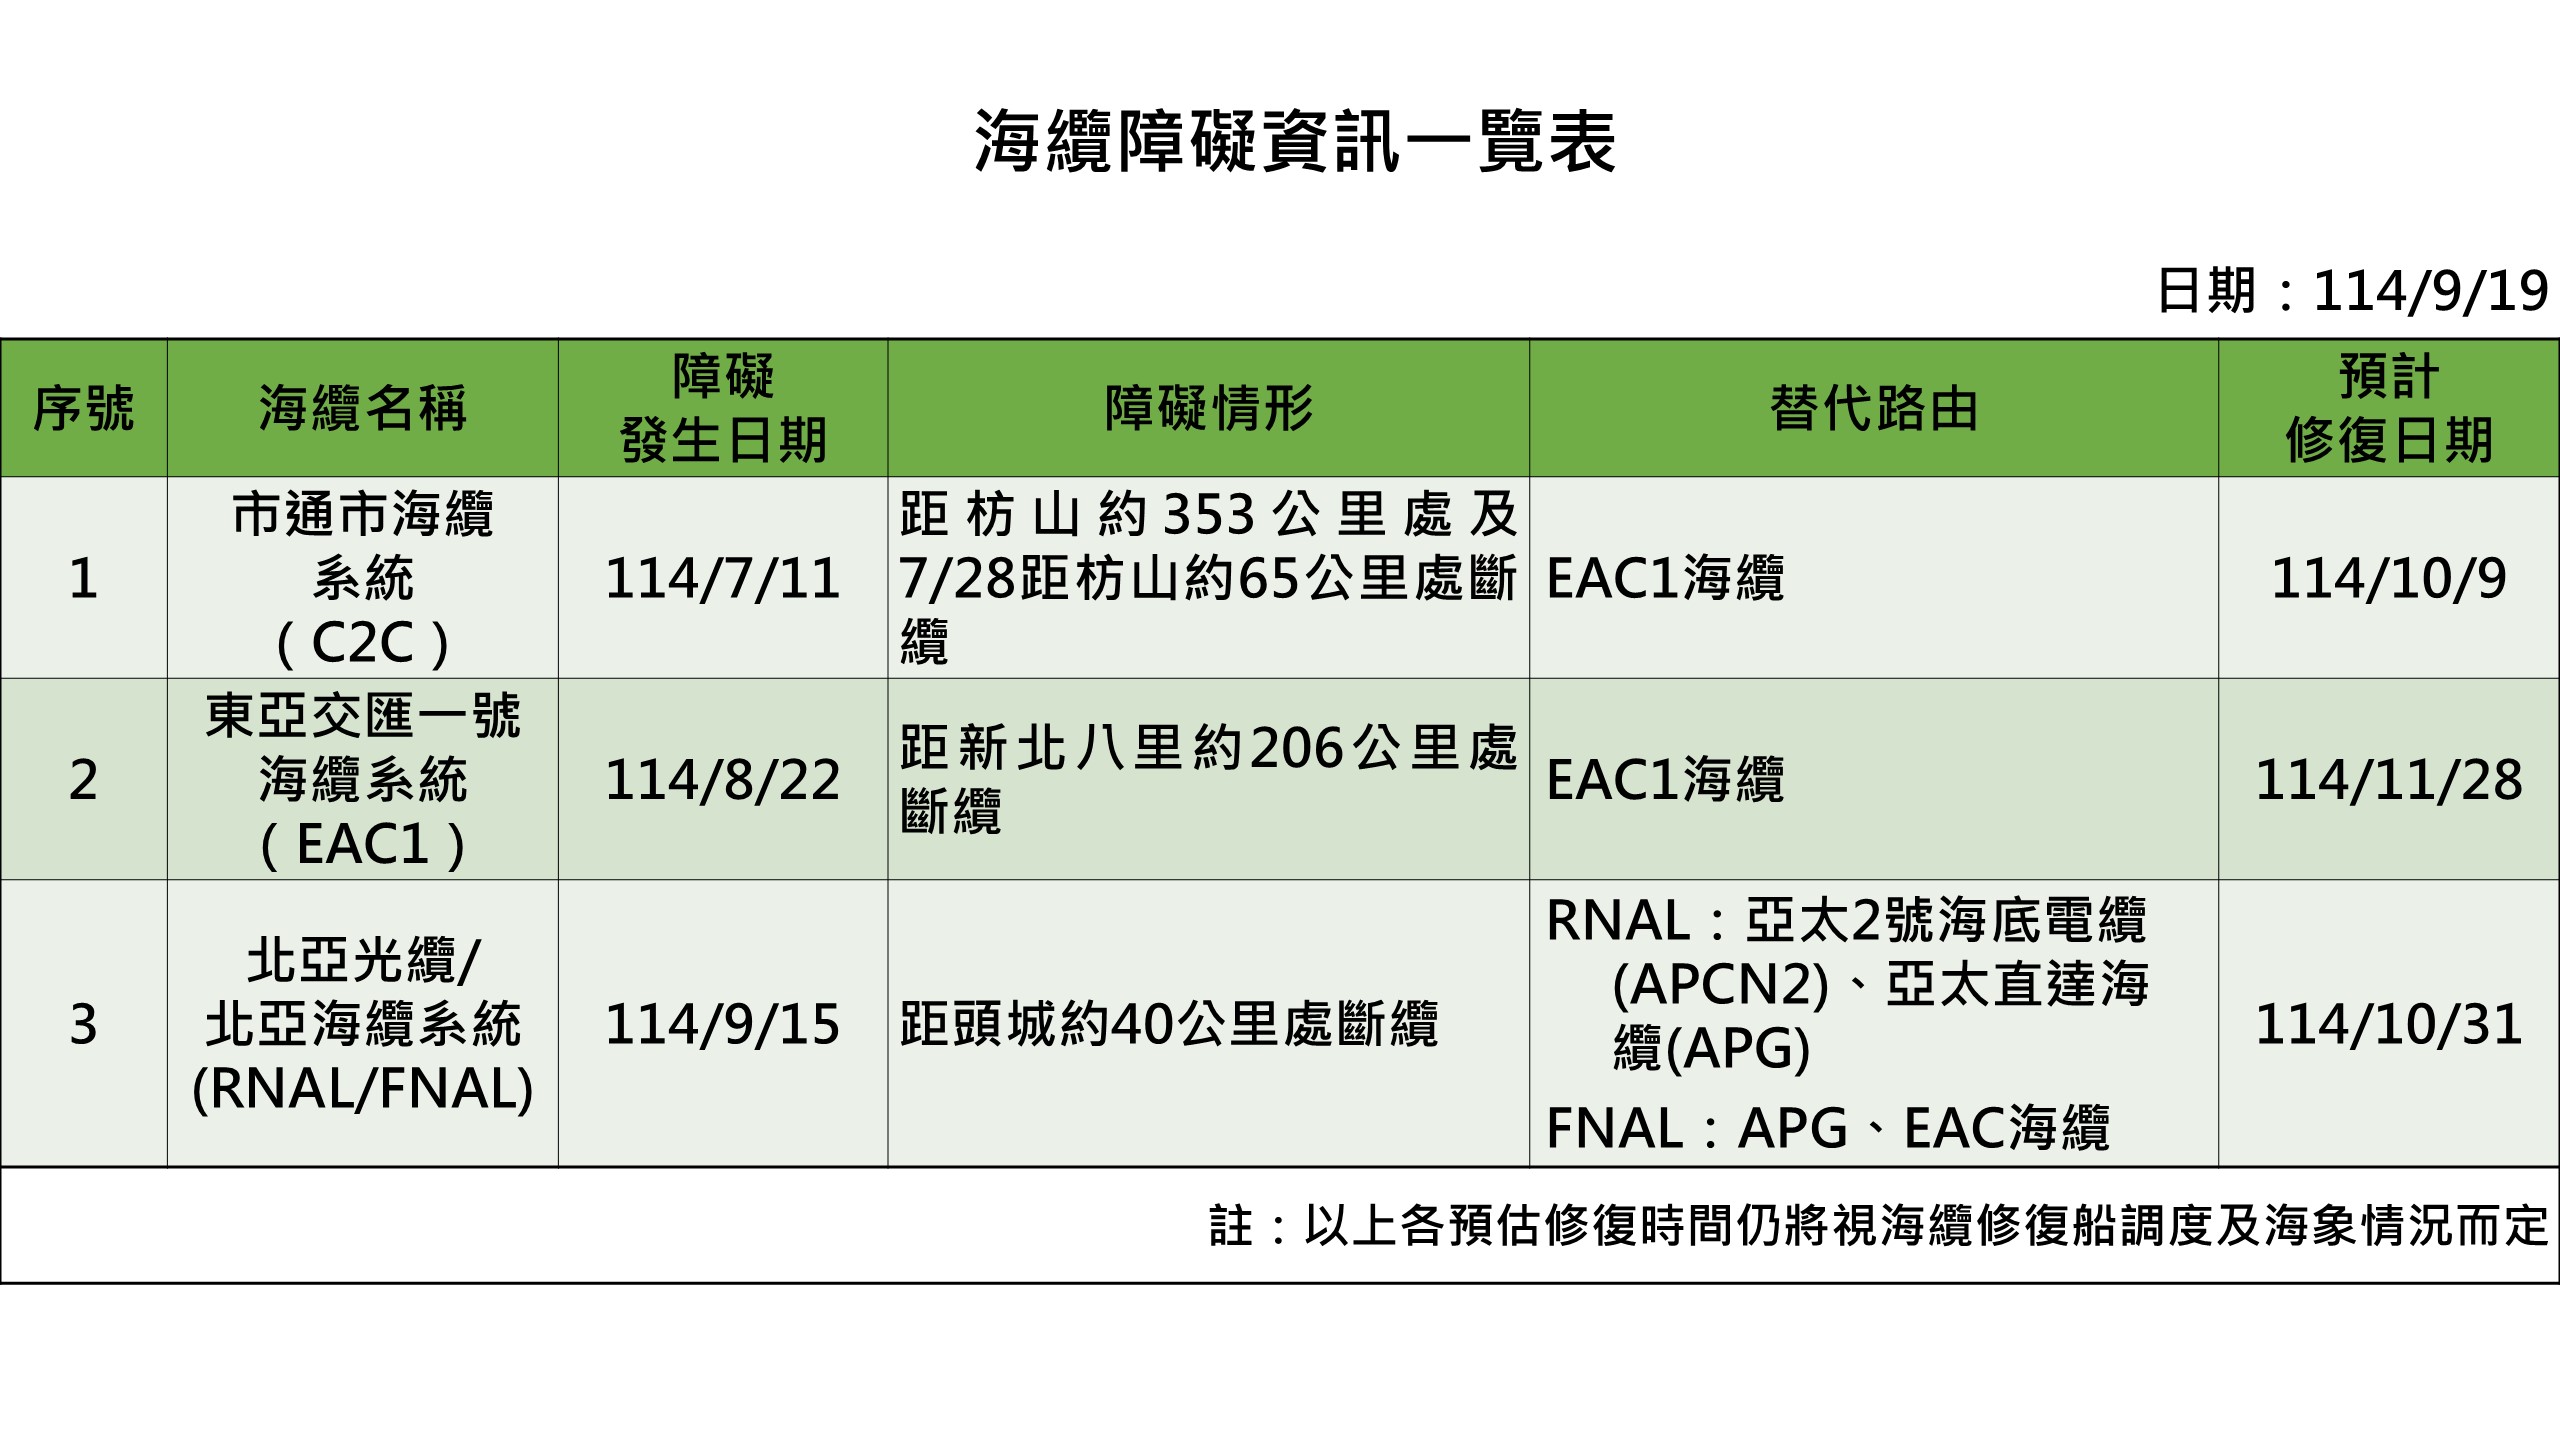 海纜障礙資訊一覽表
日期：114/9/19
序號
海纜名稱
障礙
發生日期
障礙情形
替代路由
預計
修復日期
1
市通市海纜
系統
（C2C）
114/7/11
距枋山約353公里處及
7/28距枋山約65公里處斷
纜
EAC1海纜
114/10/9
2
東亞交匯一號
海纜系統
（EAC1）
114/8/22
距新北八里約206公里處
斷纜
EAC1海纜
114/11/28
3
北亞光纜/
北亞海纜系統
(RNAL/FNAL)
114/9/15
距頭城約40公里處斷纜
RNAL：亞太2號海底電纜
(APCN2)、亞太直達海
纜(APG)
FNAL：APG、EAC海纜
114/10/31
註：以上各預估修復時間仍將視海纜修復船調度及海象情況而定